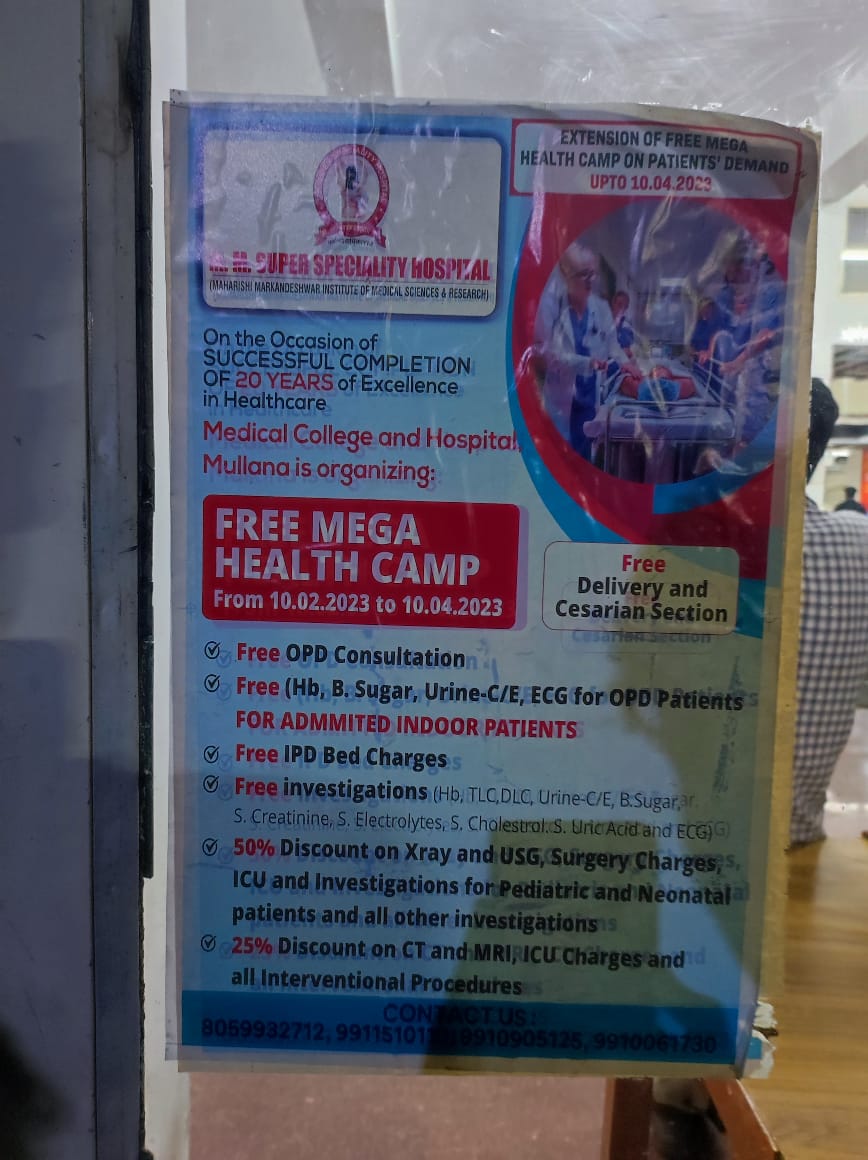 M. M. SUPER SPECIALITY HOSPITAL
(MAHARISHI MARKANDESHWAR INSTITUTE OF MEDICAL SCIENCES & RESEARCH)
EXTENSION OF FREE MEGA
HEALTH CAMP ON PATIENTS' DEMAND
UPTO 10.04.2023
On the Occasion of
SUCCESSFUL COMPLETION
OF 20 YEARS of Excellence
in Healthcare
Medical College and Hospital,
Mullana is organizing:
FREE MEGA
HEALTH CAMP
From 10.02.2023 to 10.04.2023
Free
Delivery and
Cesarian Section
Free OPD Consultation
Free (Hb, B. Sugar, Urine-C/E, ECG for OPD Patients
FOR ADMMITED INDOOR PATIENTS
Free IPD Bed Charges
Free investigations (Hb, TLC,DLC, Urine-C/E, B.Sugar,
S. Creatinine, S. Electrolytes, S. Cholestrol. S. Uric Acid and ECG)
50% Discount on Xray and USG, Surgery Charges,
ICU and Investigations for Pediatric and Neonatal
patients and all other investigations
25% Discount on CT and MRI, ICU Charges and
all Interventional Procedures
CONTACT US :
8059932712, 9910905125, 9910061730